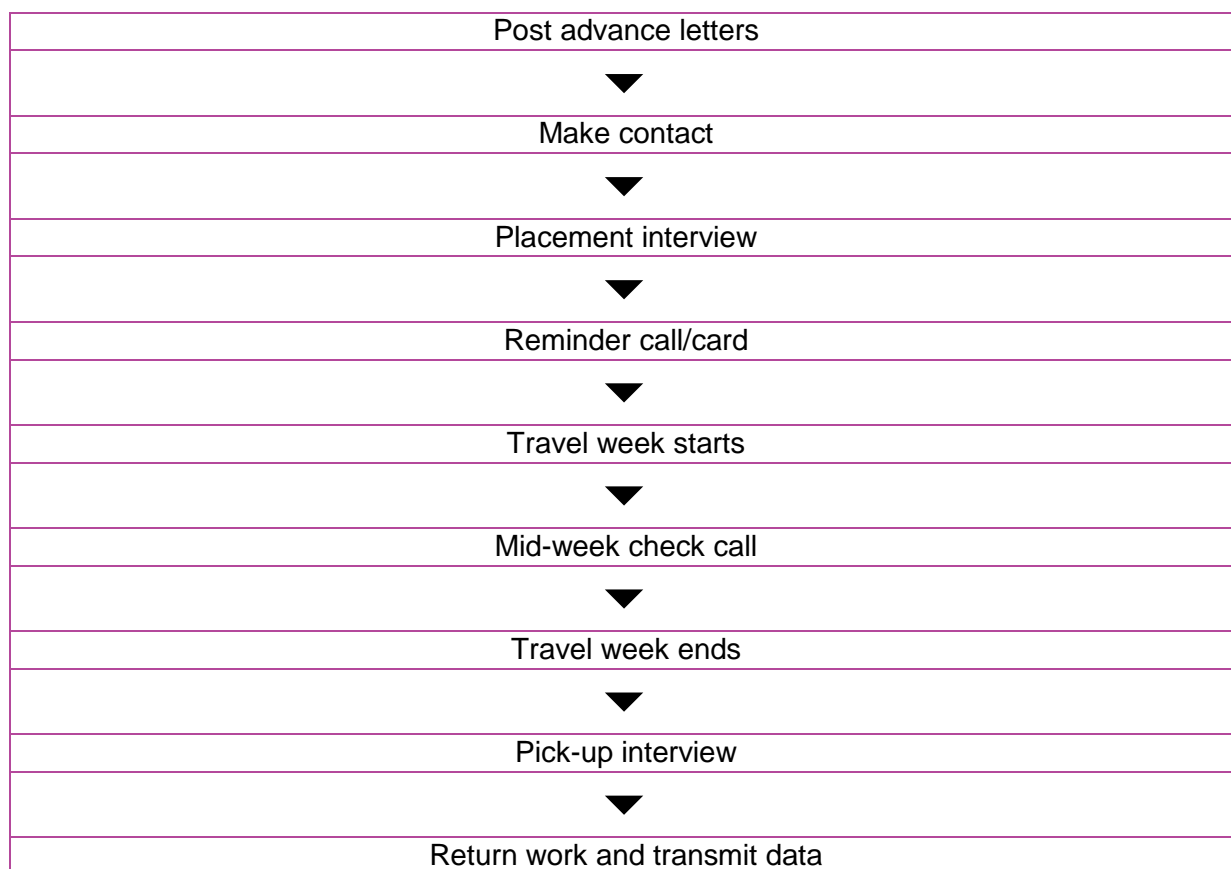 Post advance letters
Make contact
Placement interview
Reminder call/card
Travel week starts
Mid-week check call
Travel week ends
Pick-up interview
Return work and transmit data